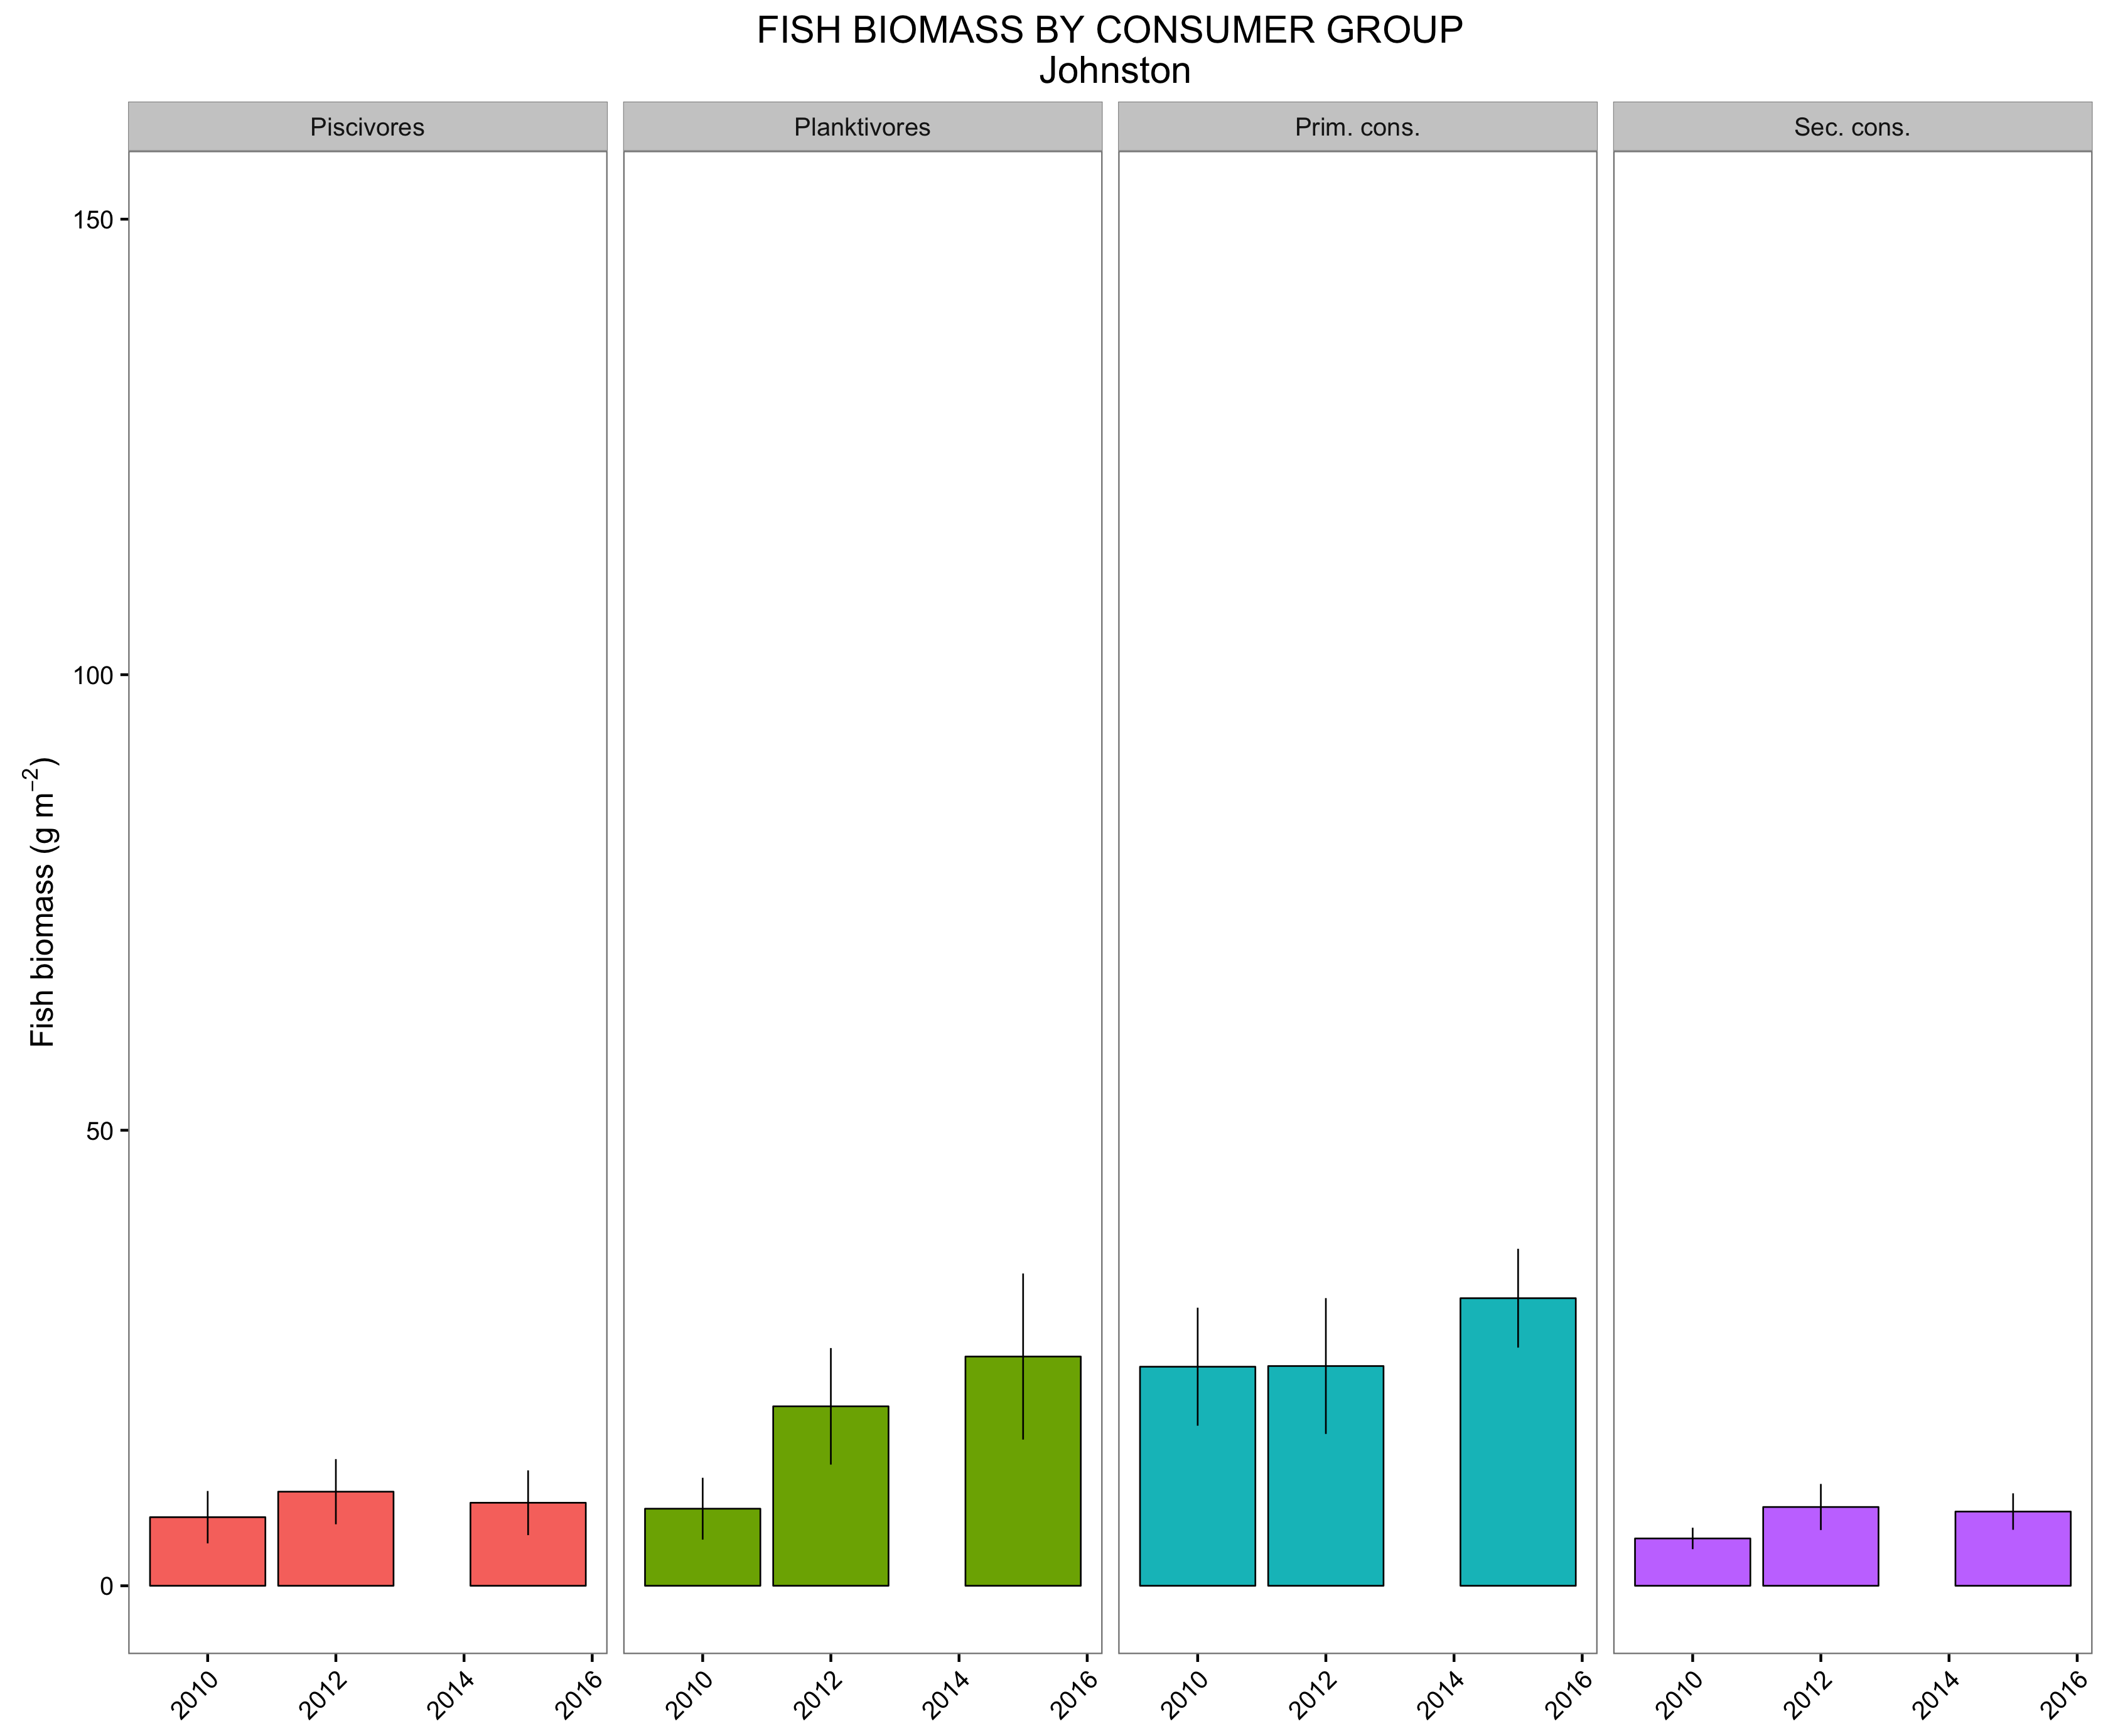 FISH BIOMASS BY CONSUMER GROUP
Johnston
Piscivores Planktivores Prim. cons. Sec. cons.
150
100
50
0
Fish biomass (g m⁻²)
2010 2012 2014 2016 2010 2012 2014 2016 2010 2012 2014 2016 2010 2012 2014 2016